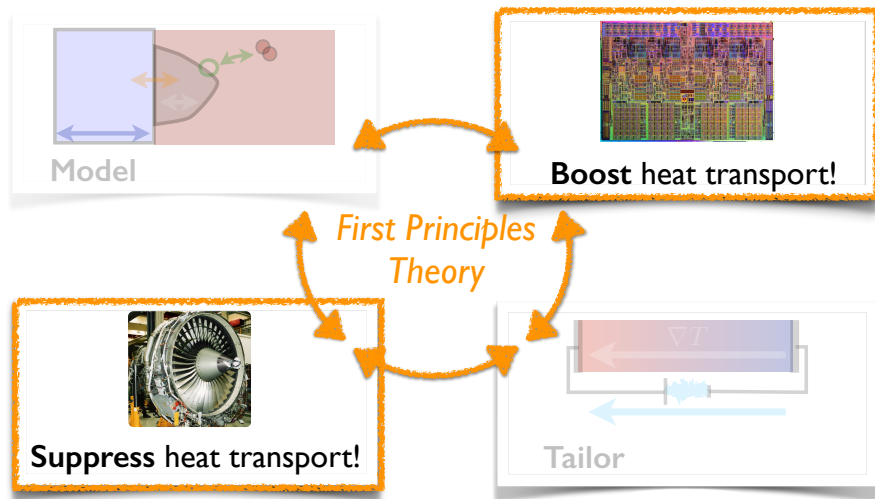 Model
Boost heat transport!
First Principles
Theory
Suppress heat transport!
∇T
Tailor